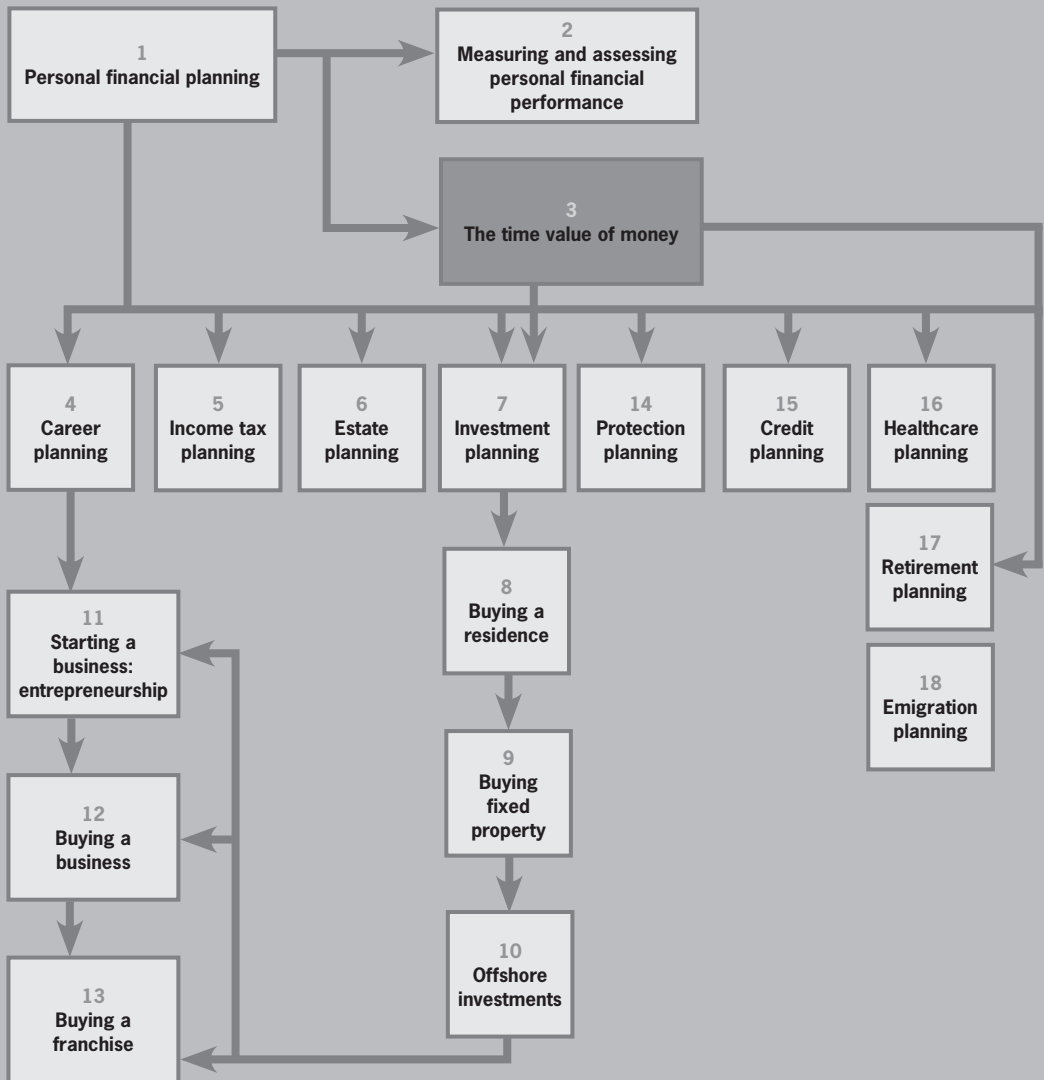 1
Personal financial planning
2
Measuring and assessing
personal financial
performance
3
The time value of money
4
Career
planning
5
Income tax
planning
6
Estate
planning
7
Investment
planning
14
Protection
planning
15
Credit
planning
16
Healthcare
planning
17
Retirement
planning
18
Emigration
planning
8
Buying a
residence
9
Buying
fixed
property
10
Offshore
investments
11
Starting a
business:
entrepreneurship
12
Buying a
business
13
Buying a
franchise